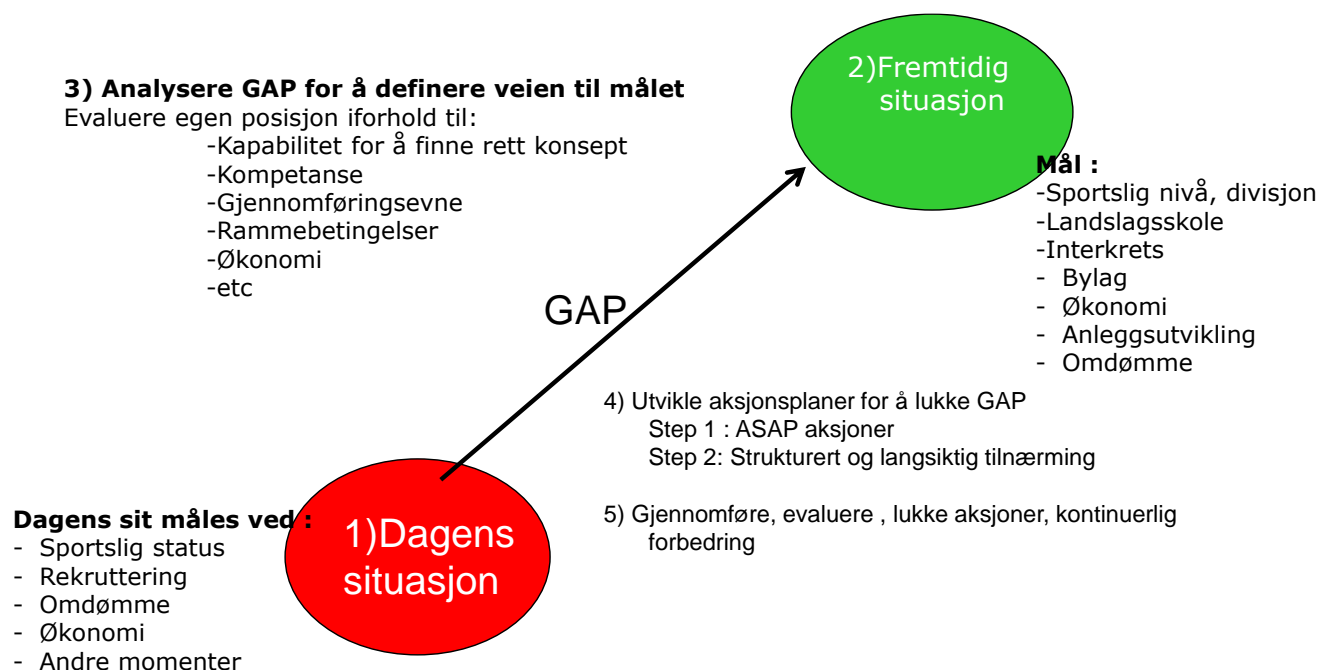 3) Analysere GAP for å definere veien til målet
Evaluere egen posisjon iforhold til:
-Kapabilitet for å finne rett konsept
-Kompetanse
-Gjennomføringsevne
-Rammebetingelser
-Økonomi
-etc
2)Fremtidig
situasjon
Mål :
-Sportslig nivå, divisjon
-Landslagsskole
-Interkrets
- Bylag
- Økonomi
- Anleggsutvikling
- Omdømme
GAP
4) Utvikle aksjonsplaner for å lukke GAP
Step 1 : ASAP aksjoner
Step 2: Strukturert og langsiktig tilnærming
5) Gjennomføre, evaluere , lukke aksjoner, kontinuerlig
forbedring
Dagens sit måles ved :
- Sportslig status
- Rekruttering
- Omdømme
- Økonomi
- Andre momenter
1)Dagens
situasjon